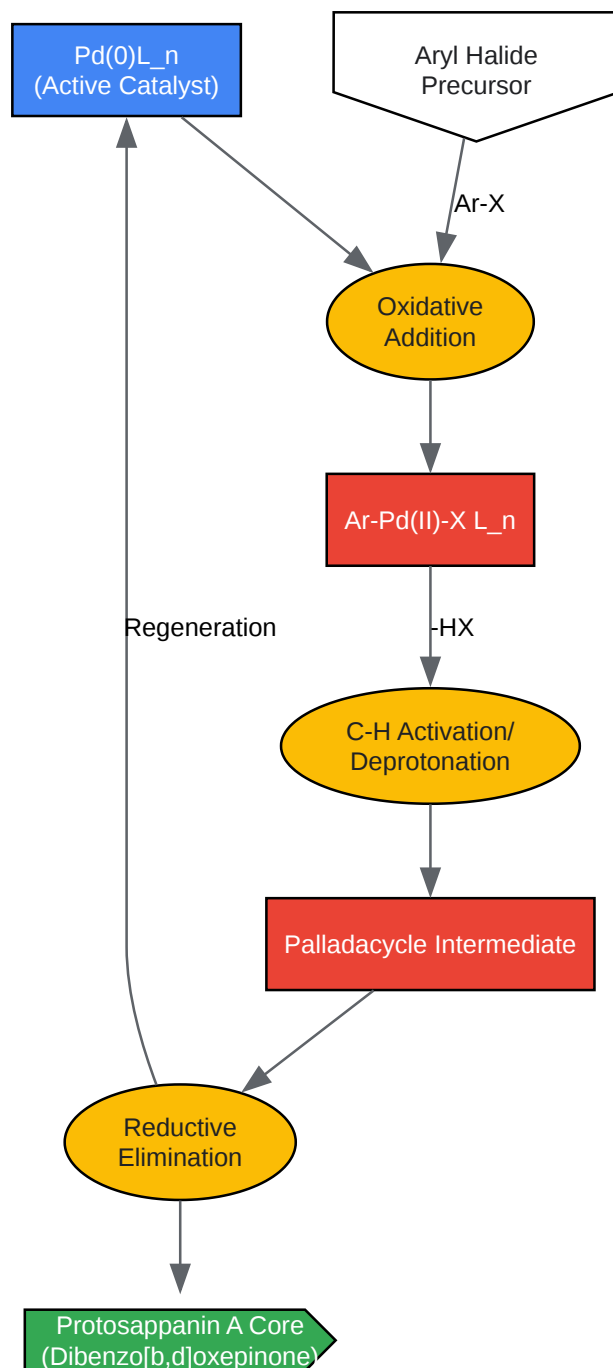 Pd(0)L_n
(Active Catalyst)
Aryl Halide
Precursor
Ar-X
Oxidative
Addition
Ar-Pd(II)-X L_n
Regeneration
-HX
C-H Activation/
Deprotonation
Palladacycle Intermediate
Reductive
Elimination
Protosappanin A Core
(Dibenzo[b,d]oxepinone)